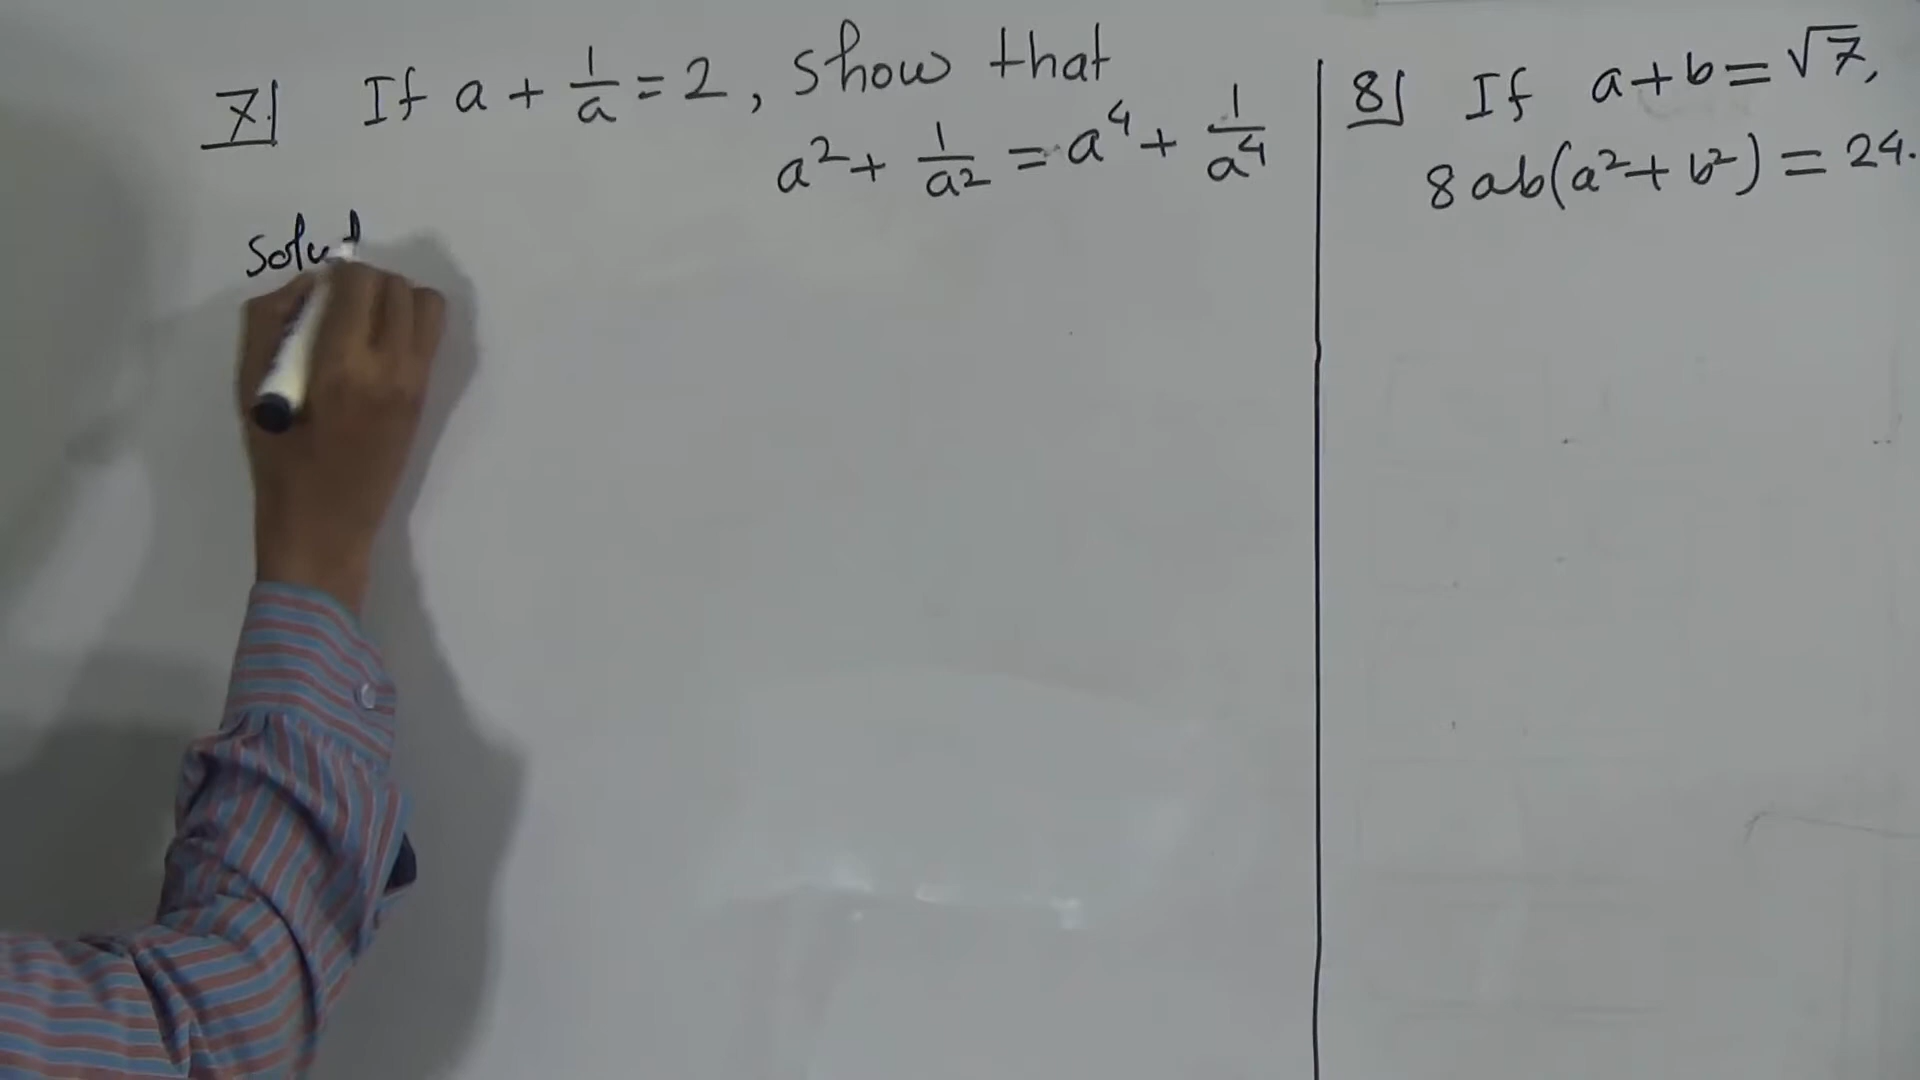 7. If a + 1/a = 2, Show that
a² + 1/a² = a⁴ + 1/a⁴
Solut
8 If a + b = √7,
8ab(a² + b²) = 24.